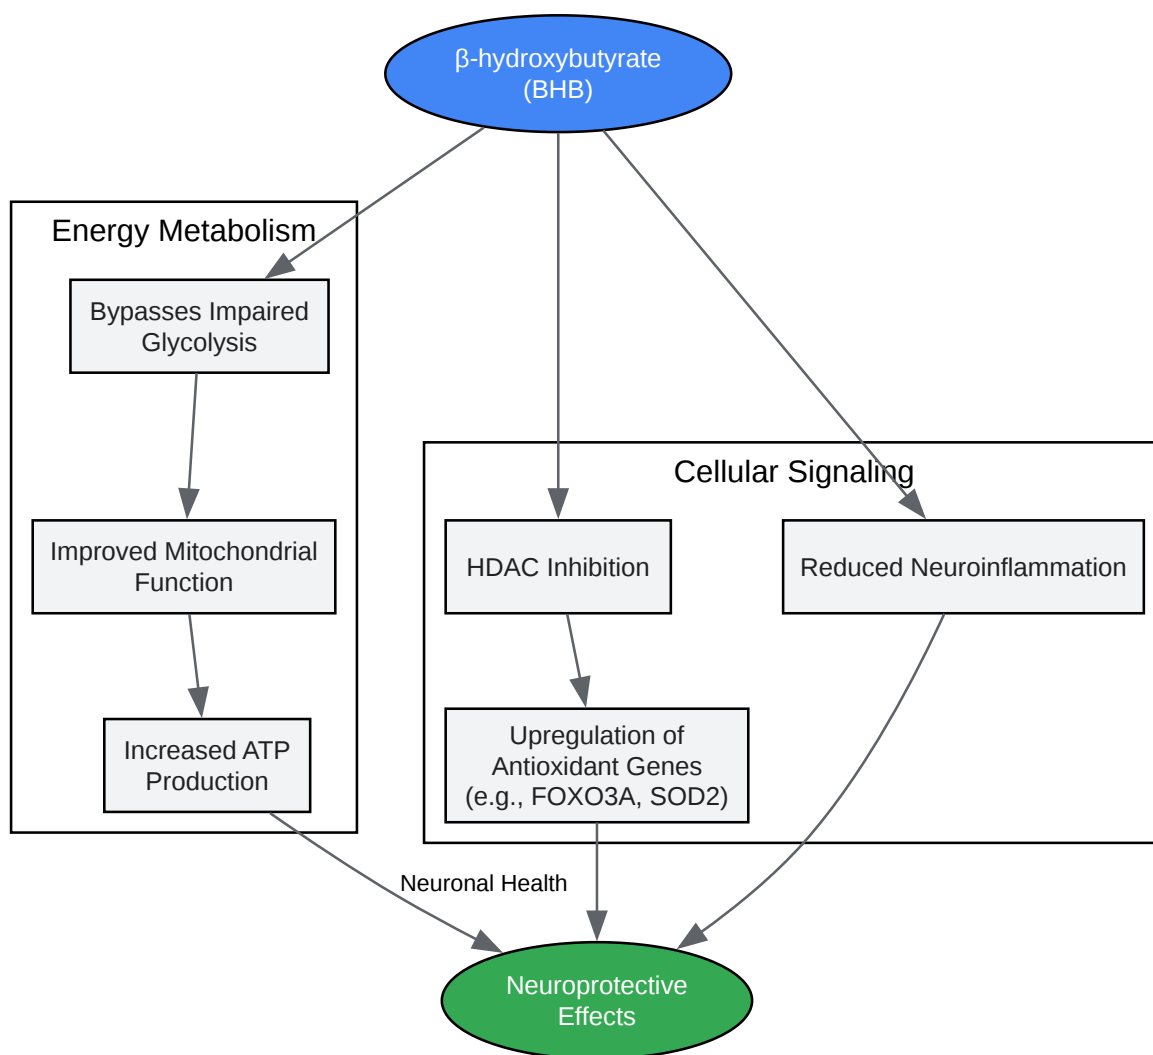 β-hydroxybutyrate
(BHB)
Energy Metabolism
Bypasses Impaired
Glycolysis
Improved Mitochondrial
Function
Increased ATP
Production
Cellular Signaling
HDAC Inhibition
Reduced Neuroinflammation
Upregulation of
Antioxidant Genes
(e.g., FOXO3A, SOD2)
Neuronal Health
Neuroprotective
Effects